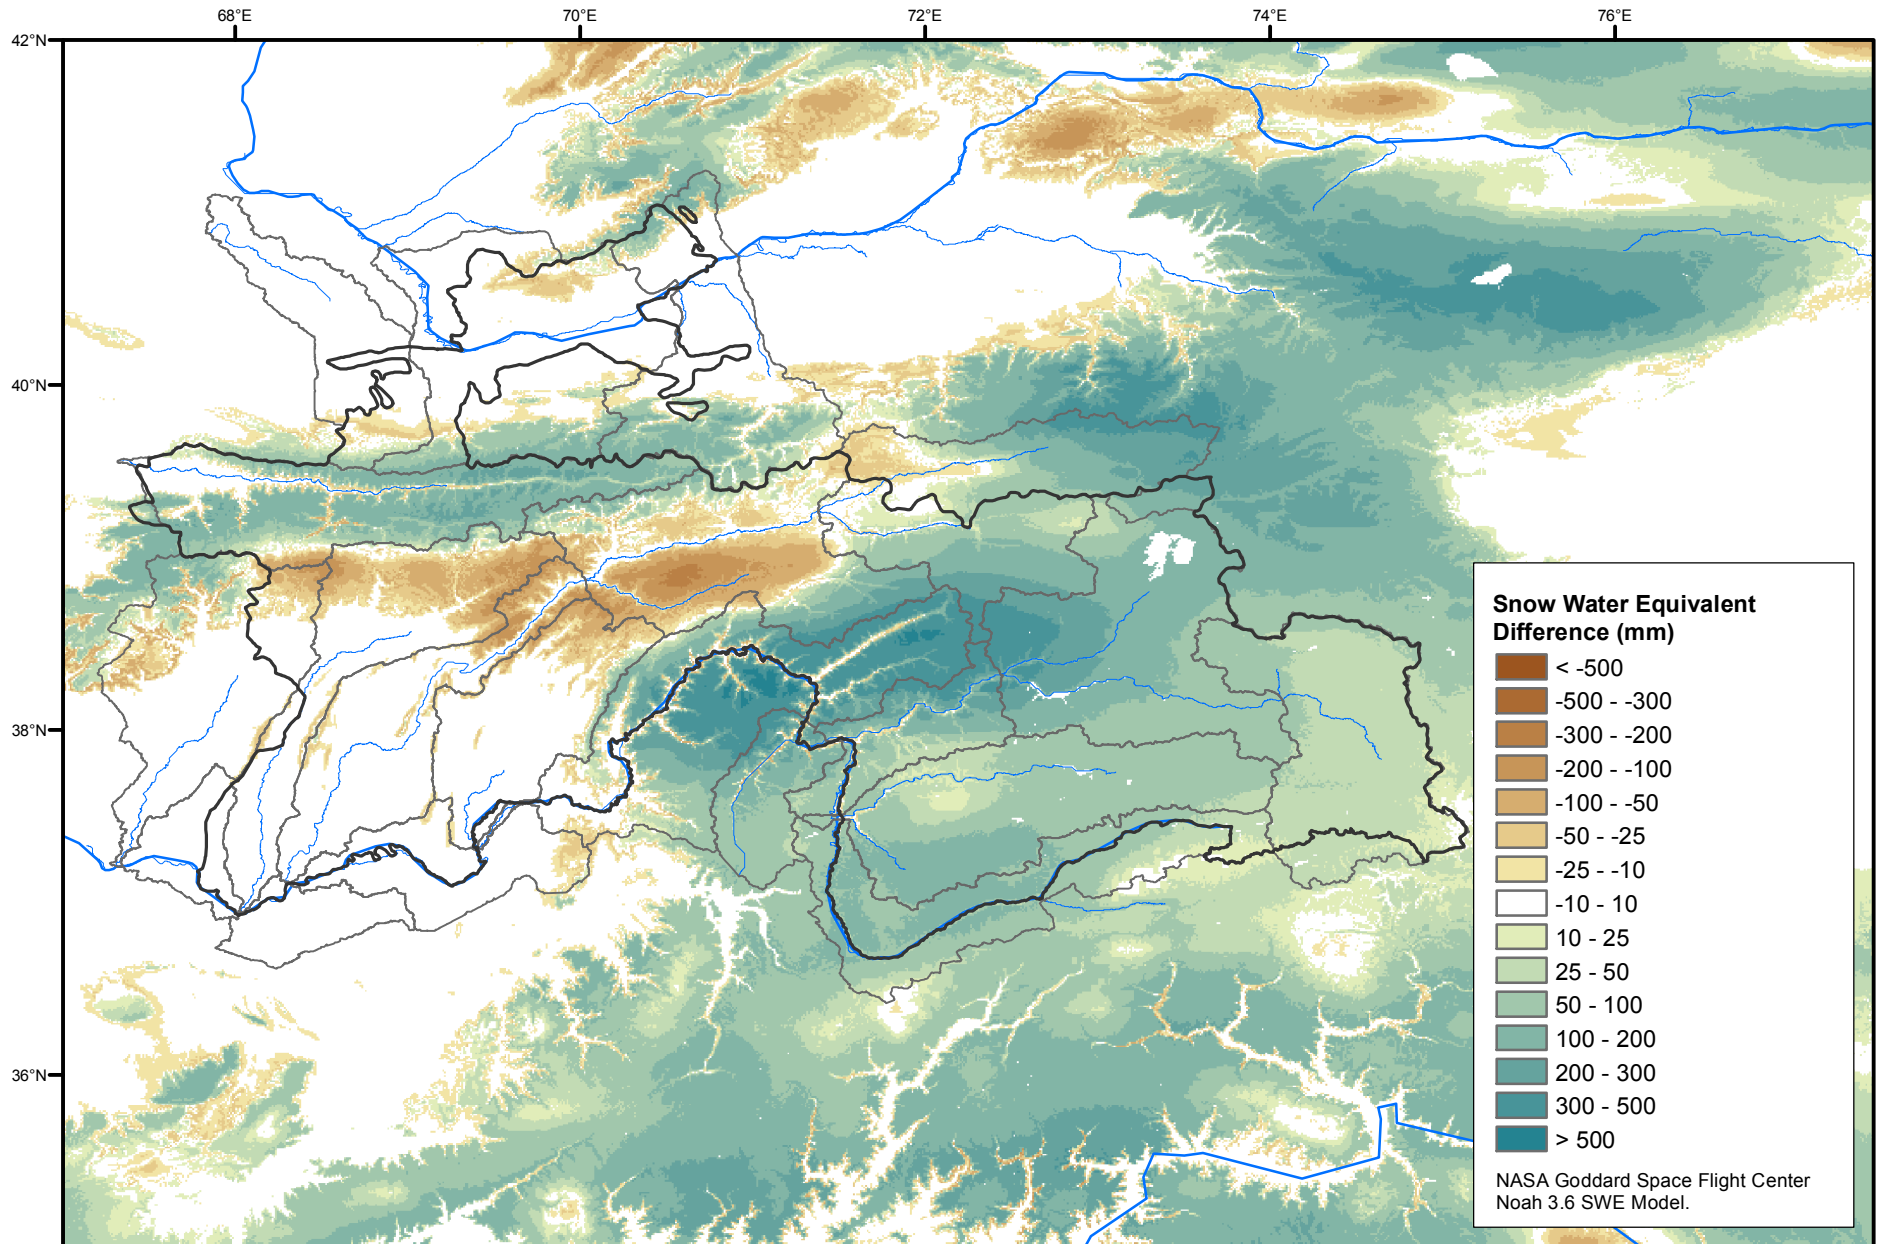 68°E
70°E
72°E
74°E
76°E
42°N
40°N
38°N
36°N
Snow Water Equivalent
Difference (mm)
< -500
-500 - -300
-300 - -200
-200 - -100
-100 - -50
-50 - -25
-25 - -10
-10 - 10
10 - 25
25 - 50
50 - 100
100 - 200
200 - 300
300 - 500
> 500
NASA Goddard Space Flight Center
Noah 3.6 SWE Model.